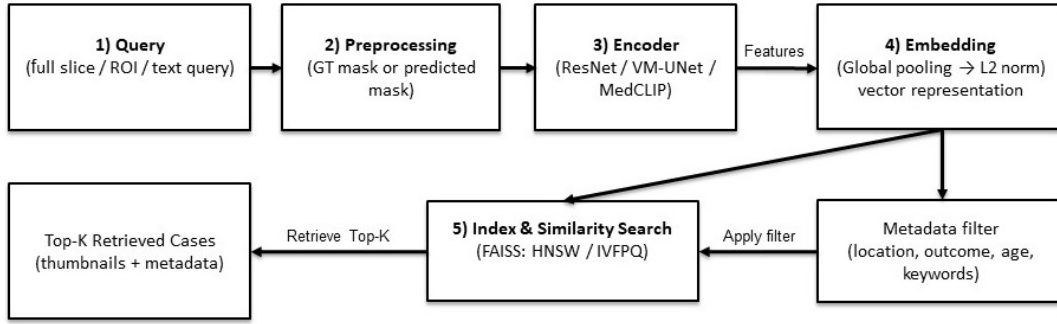 1) Query
(full slice / ROI / text query)
2) Preprocessing
(GT mask or predicted
mask)
3) Encoder
(ResNet / VM-UNet /
MedCLIP)
Features
4) Embedding
(Global pooling → L2 norm)
vector representation
Top-K Retrieved Cases
(thumbnails + metadata)
Retrieve Top-K
5) Index & Similarity Search
(FAISS: HNSW / IVFPQ)
Apply filter
Metadata filter
(location, outcome, age,
keywords)